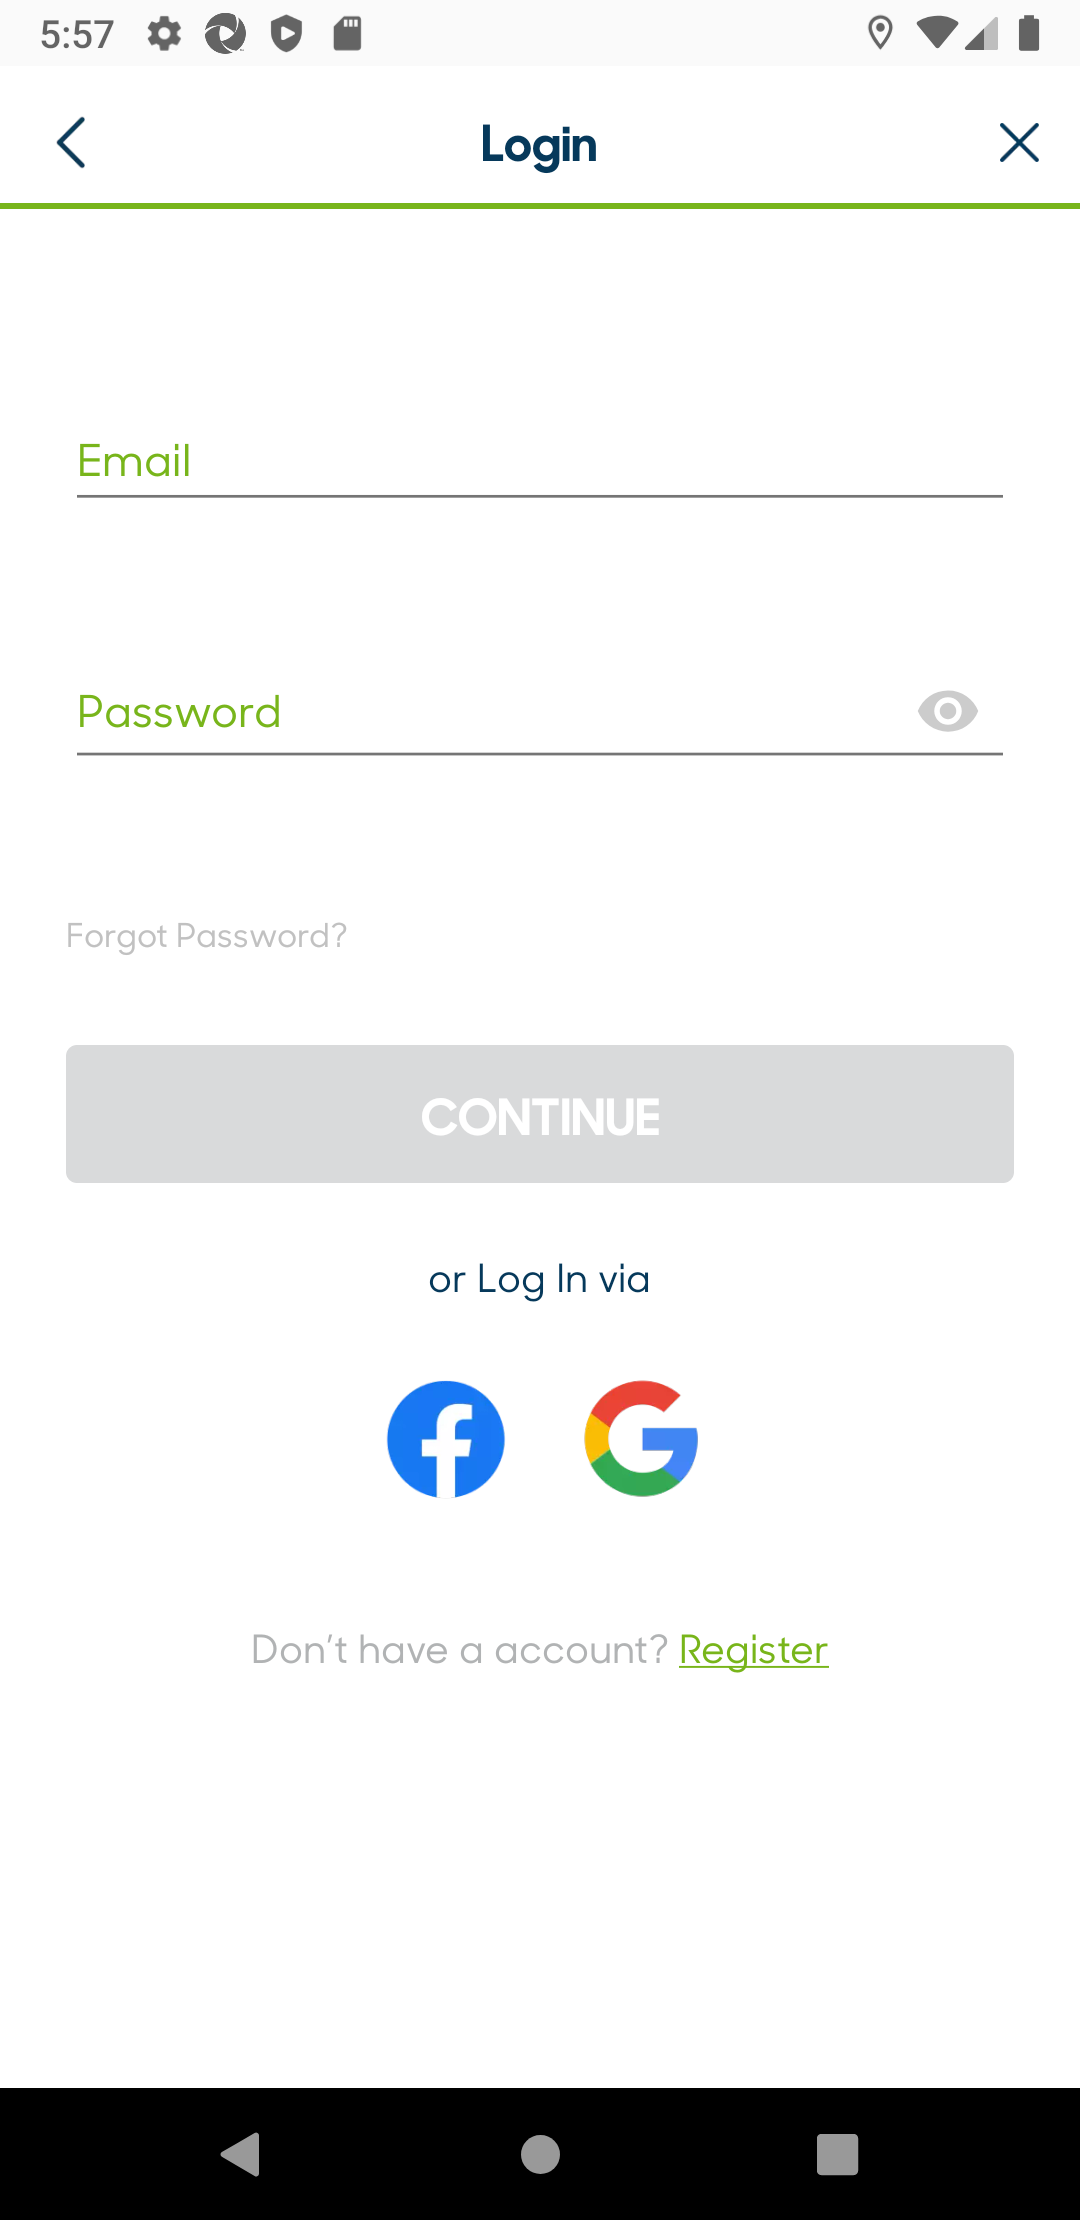 5:57
Login
Email
Password
Forgot Password?
CONTINUE
or Log In via
Don't have a account? Register